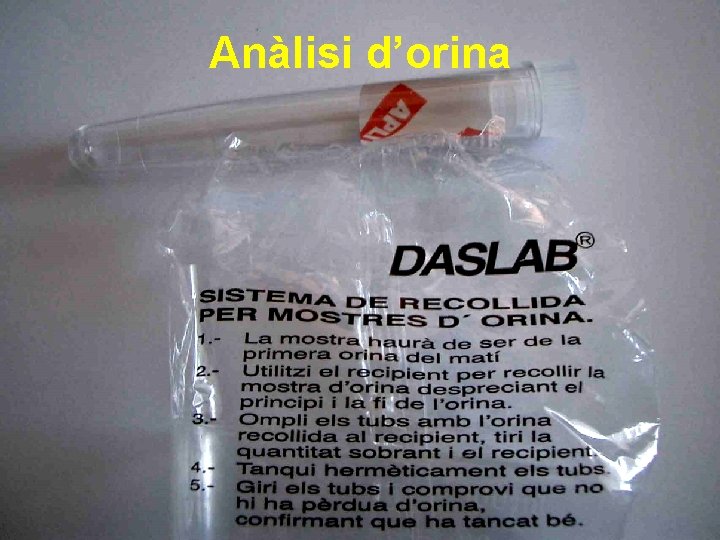 Anàlisi d’orina
APLI
DASLAB®
SISTEMA DE RECOLLIDA
PER MOSTRES D´ ORINA.
1.- La mostra haurà de ser de la
primera orina del matí
2.- Utilitzi el recipient per recollir la
mostra d'orina despreciant el
principi i la fi de l'orina.
3.- Ompli els tubs amb l'orina
recollida al recipient, tiri la
quantitat sobrant i el recipient.
4.- Tanqui hermèticament els tubs.
5.- Giri els tubs i comprovi que no
hi ha pèrdua d'orina,
confirmant que ha tancat bé.